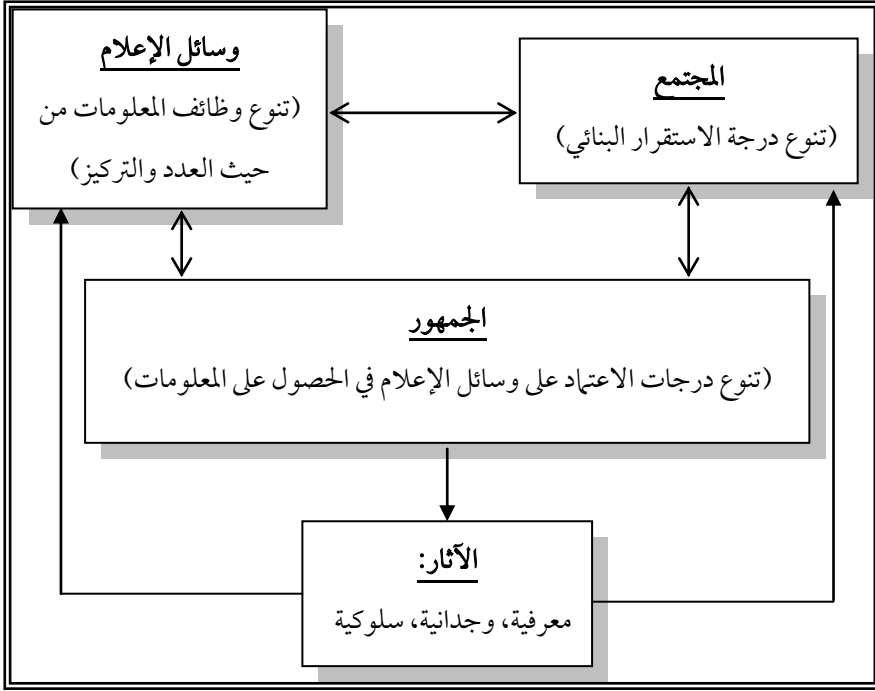 المجتمع
(تنوع درجة الاستقرار البنائي)
وسائل الإعلام
(تنوع وظائف المعلومات من
حيث العدد والتركيز)
الجمهور
(تنوع درجات الاعتماد على وسائل الإعلام في الحصول على المعلومات)
الآثار:
معرفية، وجدانية، سلوكية